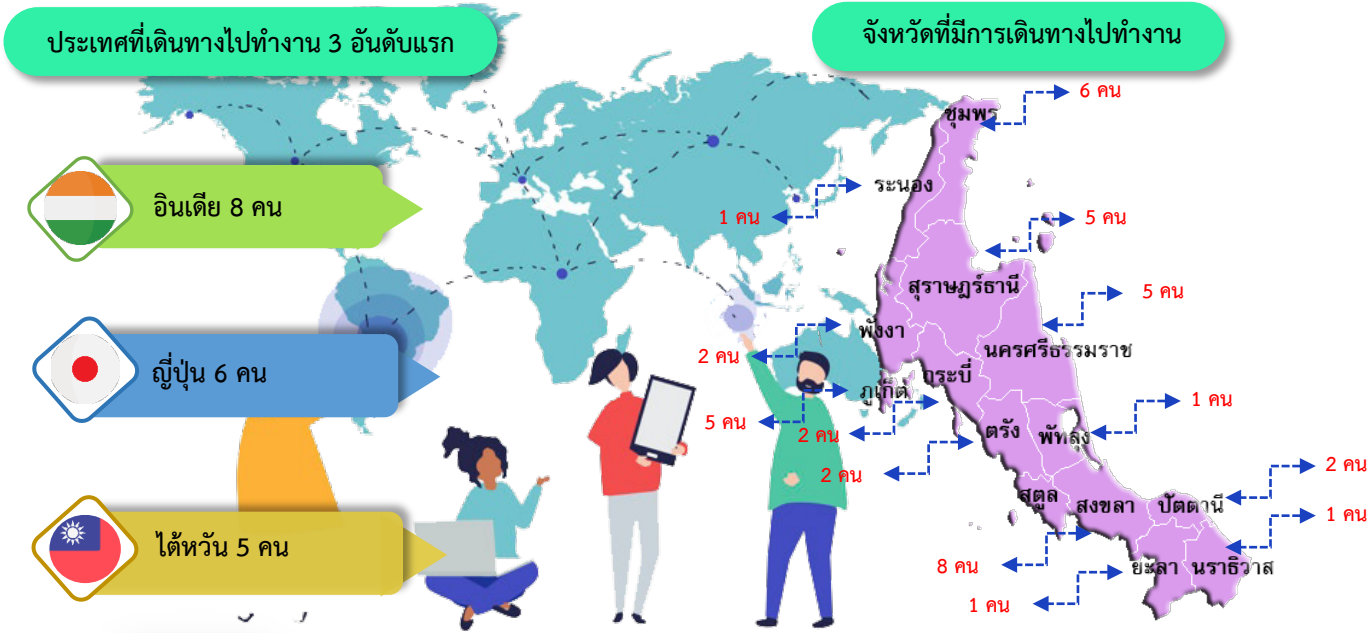 ประเทศที่เดินทางไปทำงาน 3 อันดับแรก
อินเดีย 8 คน
ญี่ปุ่น 6 คน
ไต้หวัน 5 คน
จังหวัดที่มีการเดินทางไปทำงาน
6 คน
ชุมพร
ระนอง
1 คน
5 คน
สุราษฎร์ธานี
5 คน
พังงา
นครศรีธรรมราช
2 คน
กระบี่
ภูเก็ต
1 คน
5 คน
2 คน
ตรัง
พัทลุง
2 คน
2 คน
สตูล
สงขลา
ปัตตานี
1 คน
8 คน
ยะลา
นราธิวาส
1 คน